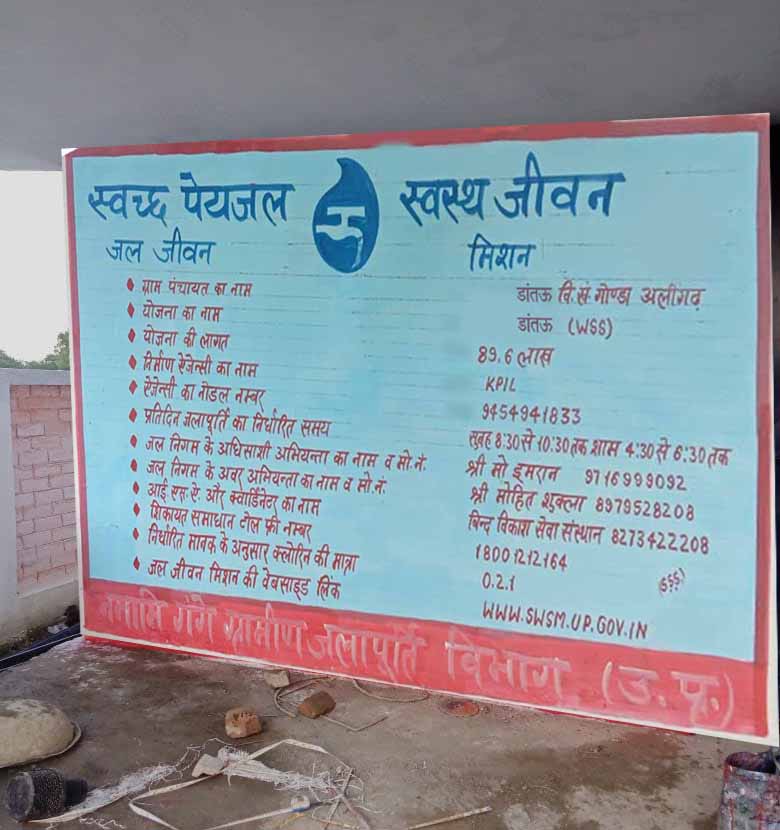 स्वच्छ पेयजल स्वस्थ जीवन
जल जीवन मिशन
ग्राम पंचायत का नाम डांतऊ वि.खं.गोण्डा अलीगढ़
योजना का नाम डांतऊ (WSS)
योजना की लागत 89.6 लाख
निर्माण ऐजेन्सी का नाम KPIL
ऐजेन्सी का नोडल नम्बर 9454941833
प्रतिदिन जलापूर्ति का निर्धारित समय सुबह 8:30 से 10:30 तक शाम 4:30 से 6:30 तक
जल निगम के अधिसाशी अभियन्ता का नाम व मो.नं. श्री मो इमरान 9716999092
जल निगम के अवर अभियन्ता का नाम व मो.नं. श्री मोहित शुक्ला 8979528208
आई एस.ऐ. और क्वार्डिनेटर का नाम बिन्द विकाश सेवा संस्थान 8273422208
शिकायत समाधान टोल फ्री नम्बर 18001212164
निर्धारित मानक के अनुसार क्लोरिन की मात्रा 0.2.1
जल जीवन मिशन की वेबसाइड लिंक WWW.SWSM.UP.GOV.IN
नमामि गंगे ग्रामीण जलापूर्ति विभाग (उ.प्र.)